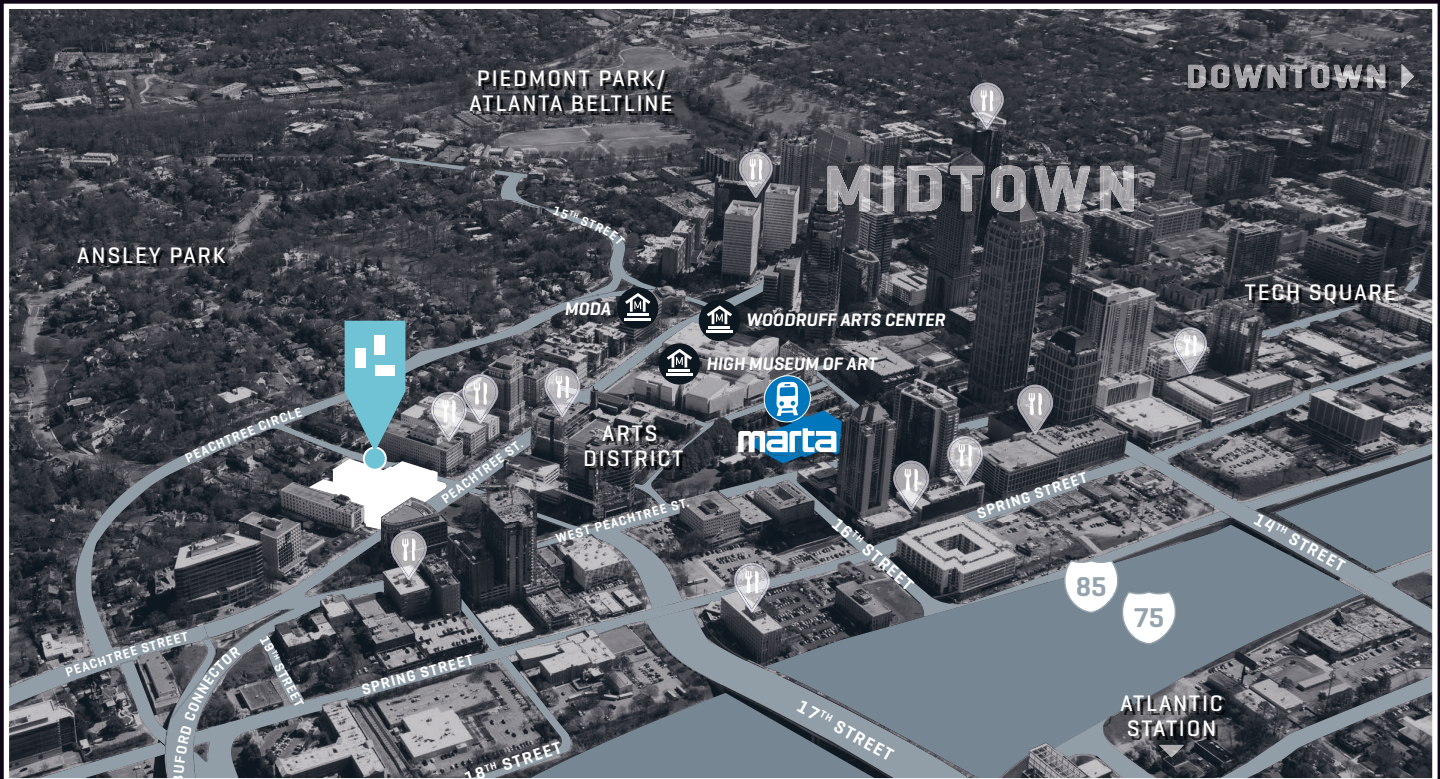 PIEDMONT PARK/
ATLANTA BELTLINE
DOWNTOWN
MIDTOWN
15TH STREET
ANSLEY PARK
TECH SQUARE
MODA
M
M
WOODRUFF ARTS CENTER
M
HIGH MUSEUM OF ART
marta
PEACHTREE CIRCLE
ARTS
DISTRICT
PEACHTREE ST.
WEST PEACHTREE ST.
SPRING STREET
16TH STREET
14TH STREET
85
75
PEACHTREE STREET
19TH STREET
BUFORD CONNECTOR
SPRING STREET
17TH STREET
18TH STREET
ATLANTIC
STATION